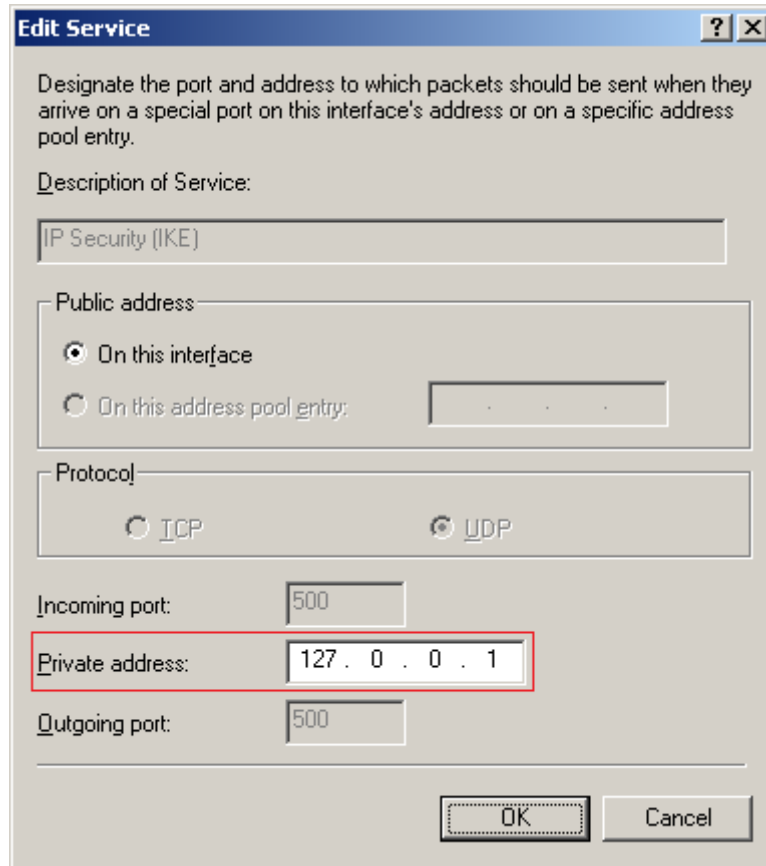 Edit Service
Designate the port and address to which packets should be sent when they
arrive on a special port on this interface's address or on a specific address
pool entry.
Description of Service:
IP Security (IKE)
Public address
On this interface
On this address pool entry: . . .
Protocol
TCP UDP
Incoming port: 500
Private address: 127 . 0 . 0 . 1
Outgoing port: 500
OK Cancel